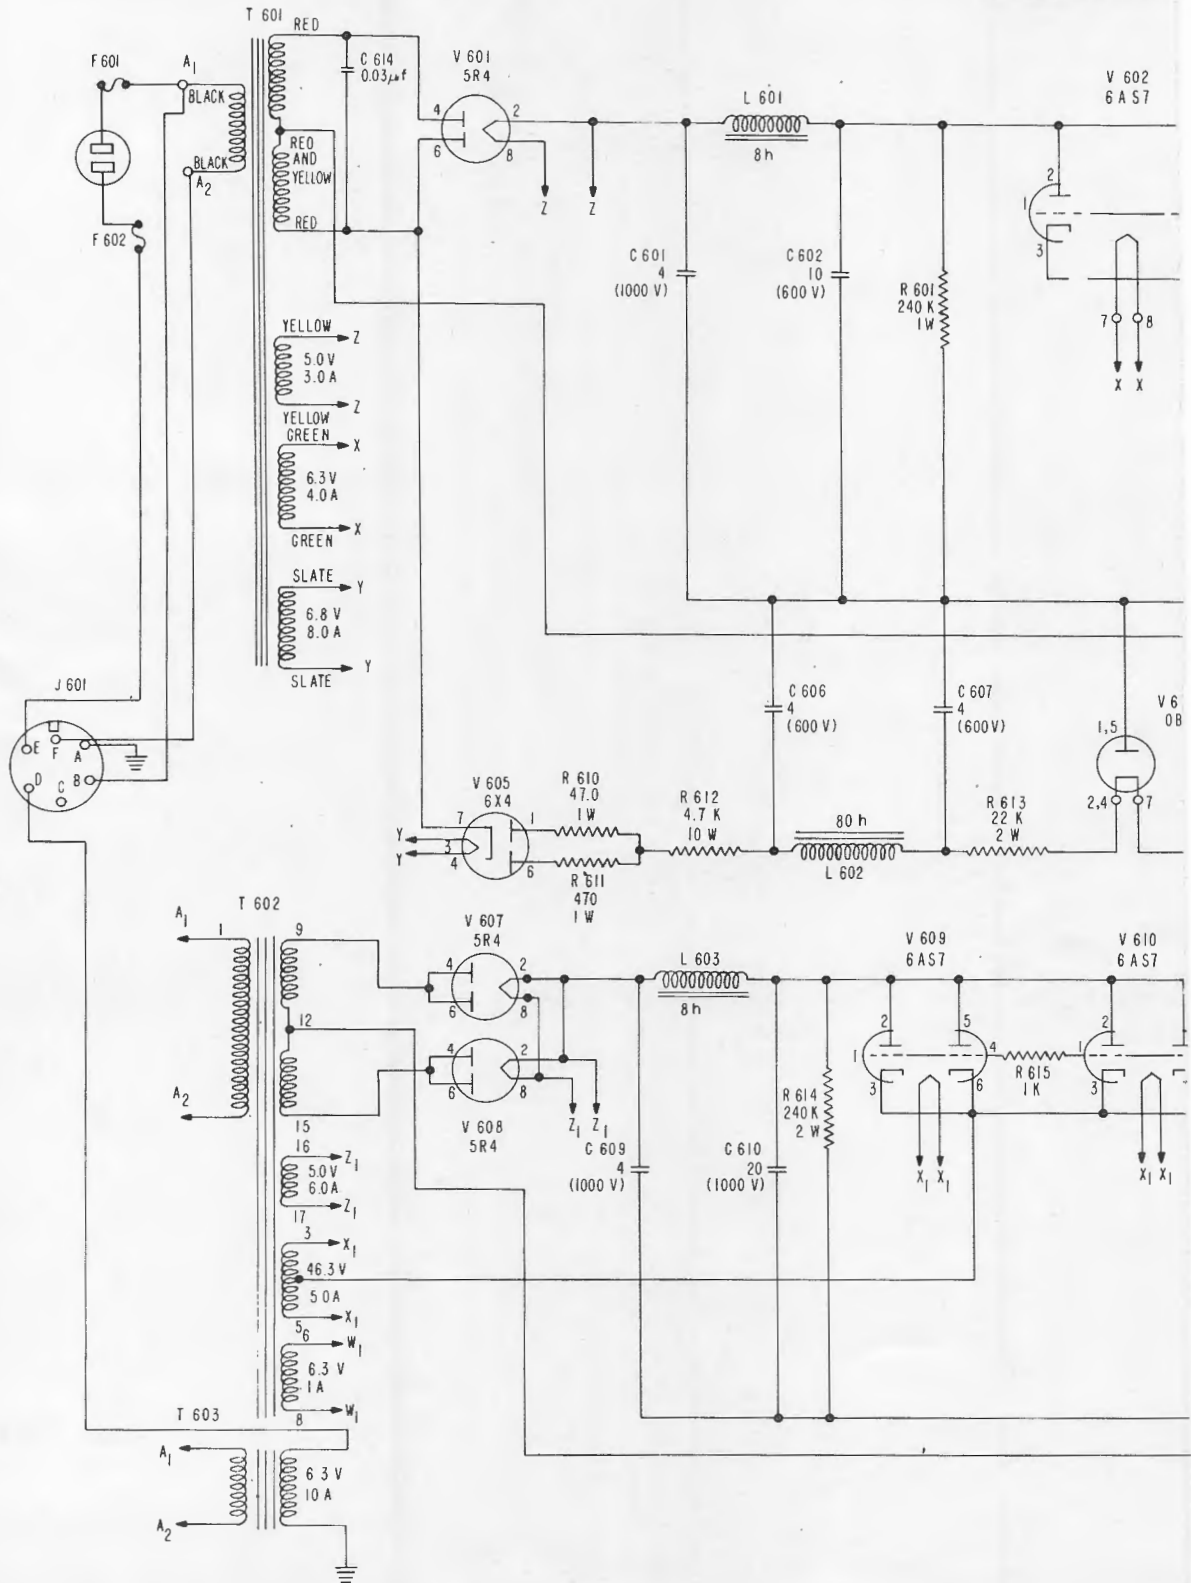 T 601
RED
F 601
A1
BLACK
C 614
0.03μf
V 601
5R4
4
2
6
8
L 601
8h
V 602
6AS7
2
1
3
BLACK
A2
RED
AND
YELLOW
RED
F 602
Z
Z
C 601
4
(1000 V)
C 602
10
(600 V)
R 601
240 K
1 W
7
8
X
X
YELLOW
Z
5.0 V
3.0 A
Z
YELLOW
GREEN
X
6.3 V
4.0 A
X
GREEN
SLATE
Y
6.8 V
8.0 A
Y
SLATE
J 601
E
F
A
D
C
B
C 606
4
(600 V)
C 607
4
(600 V)
V 6
OB
1,5
2,4
7
V 605
6X4
7
1
Y
3
Y
4
6
R 610
47.0
1 W
R 611
470
1 W
R 612
4.7 K
10 W
80 h
L 602
R 613
22 K
2 W
T 602
A1
1
9
12
A2
15
V 607
5R4
4
2
6
8
4
2
6
8
V 608
5R4
Z1
Z1
L 603
8h
V 609
6AS7
2
5
1
4
3
6
R 615
1 K
V 610
6AS7
2
1
3
X1
X1
X1
X1
R 614
240 K
2 W
C 609
4
(1000 V)
C 610
20
(1000 V)
16
Z1
5.0 V
6.0 A
Z1
17
3
X1
46.3 V
5.0 A
X1
5
6
W1
6.3 V
1 A
W1
8
T 603
A1
6.3 V
10 A
A2